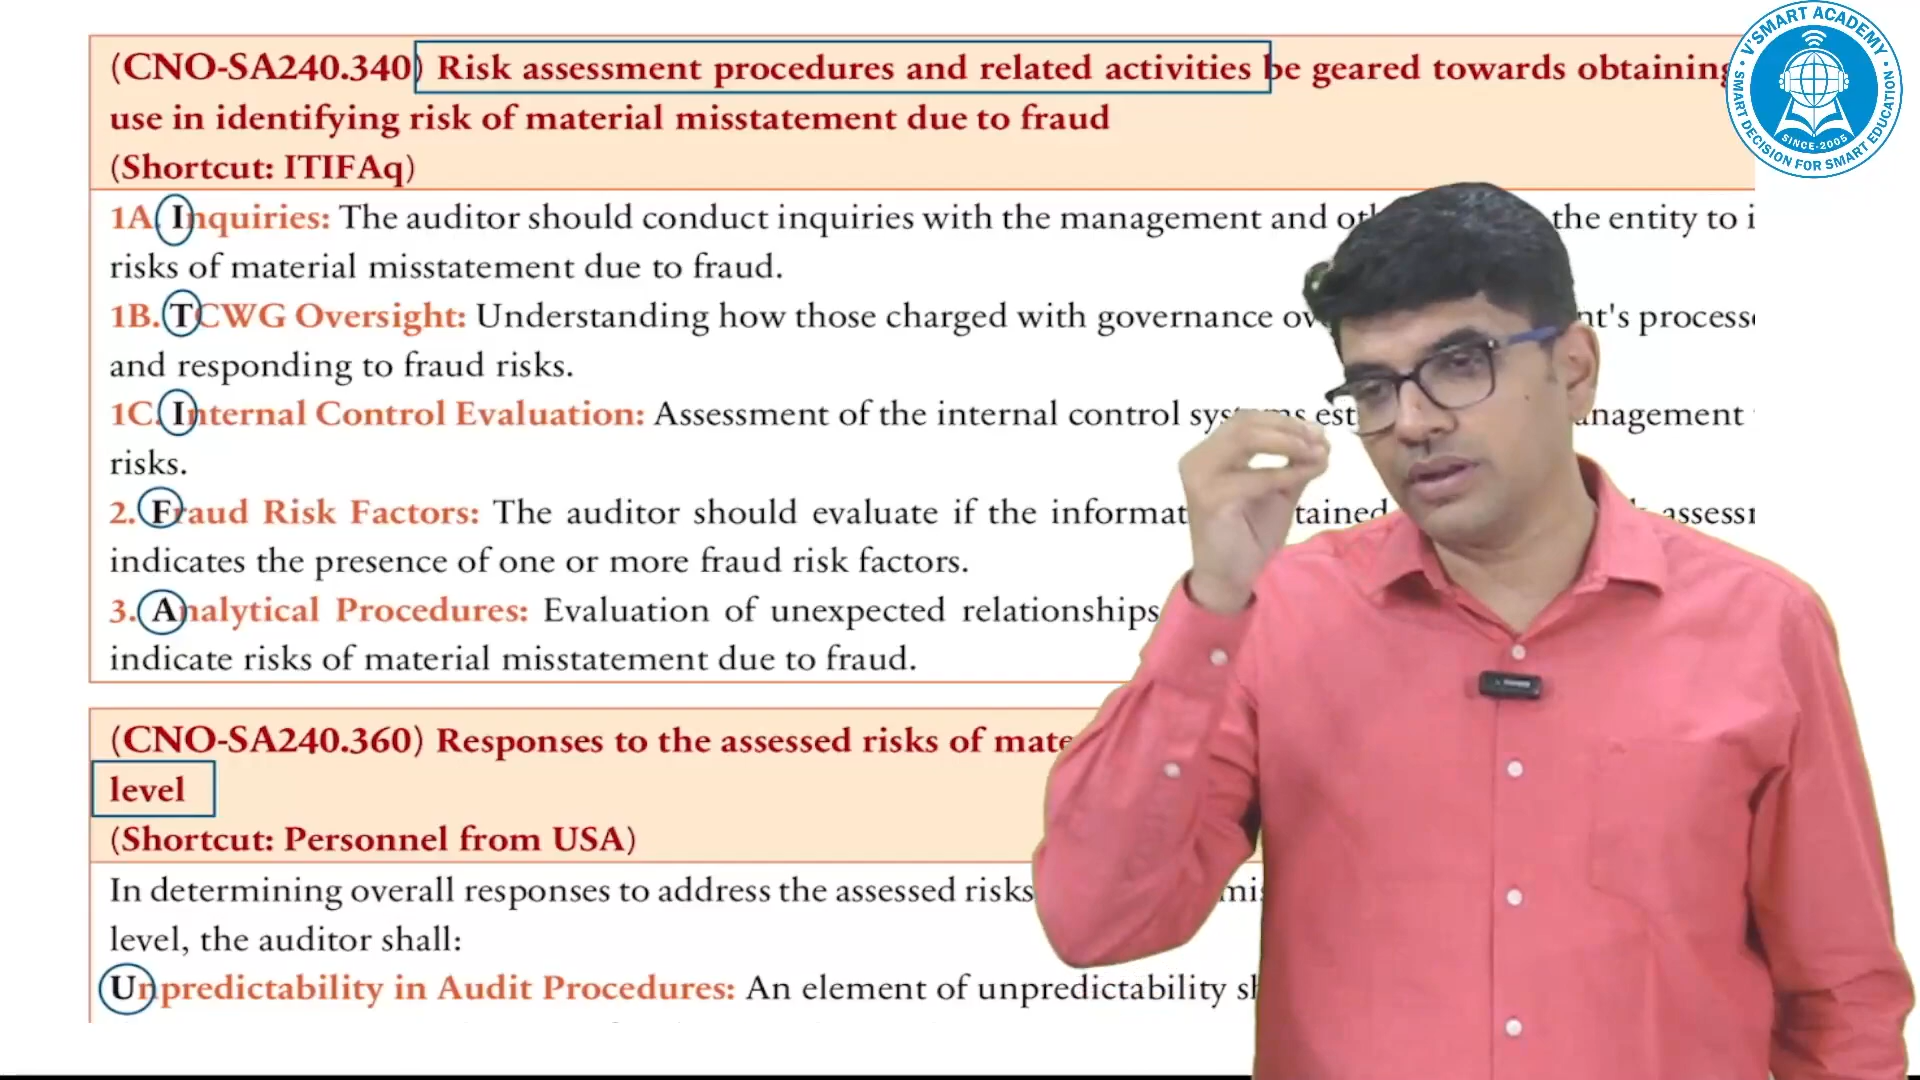 (CNO-SA240.340) Risk assessment procedures and related activities be geared towards obtaining
use in identifying risk of material misstatement due to fraud
(Shortcut: ITIFAq)
1A. Inquiries: The auditor should conduct inquiries with the management and the entity to
risks of material misstatement due to fraud.
1B. TCWG Oversight: Understanding how those charged with governance
and responding to fraud risks.
1C. Internal Control Evaluation: Assessment of the internal control
risks.
2. Fraud Risk Factors: The auditor should evaluate if the
indicates the presence of one or more fraud risk factors.
3. Analytical Procedures: Evaluation of unexpected relationships
indicate risks of material misstatement due to fraud.
(CNO-SA240.360) Responses to the assessed risks of
level
(Shortcut: Personnel from USA)
In determining overall responses to address the assessed risks
level, the auditor shall:
Unpredictability in Audit Procedures: An element of unpredictability
V'SMART ACADEMY
SMART DECISION FOR SMART EDUCATION
SINCE-2005